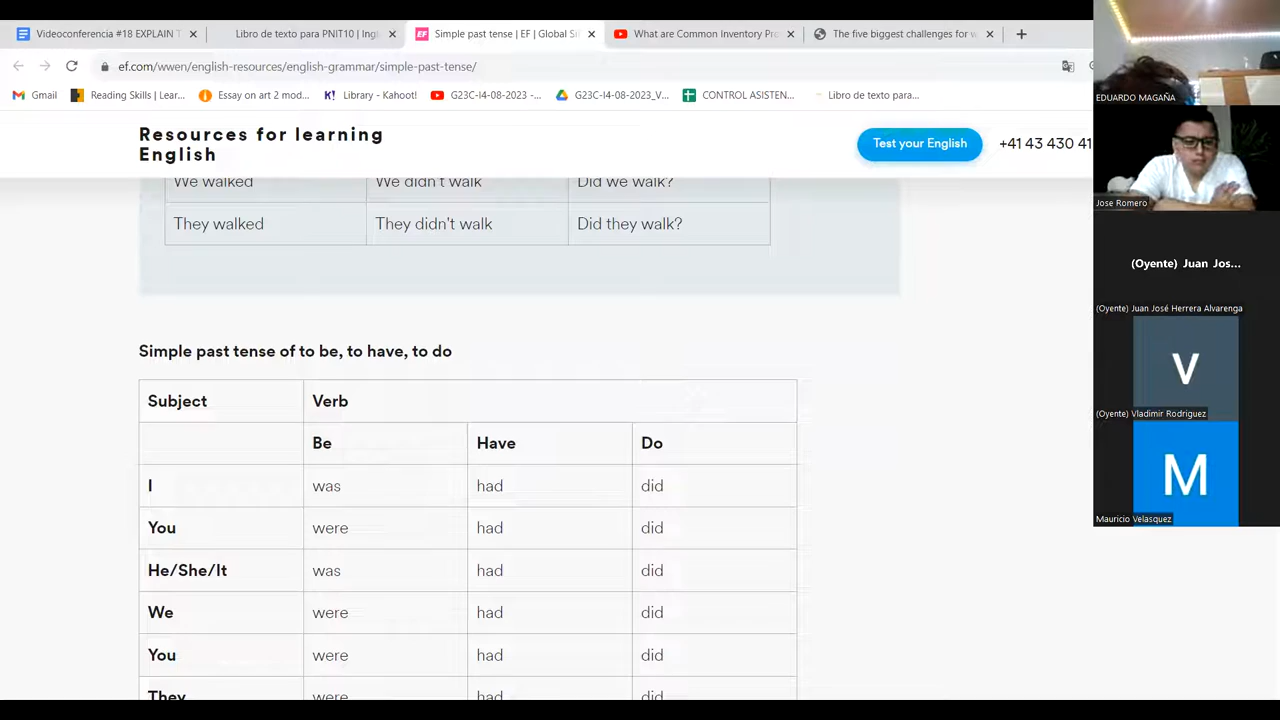 Videoconferencia #18 EXPLAIN T
Libro de texto para PNIT10 | Ingl
EF
Simple past tense | EF | Global Si
What are Common Inventory Pro
The five biggest challenges for w
ef.com/wwen/english-resources/english-grammar/simple-past-tense/
Gmail
Reading Skills | Lear...
Essay on art 2 mod...
K!
Library - Kahoot!
G23C-I4-08-2023 -...
G23C-I4-08-2023_V...
CONTROL ASISTEN...
Libro de texto para...
Resources for learning
English
Test your English
+41 43 430 41
We walked We didn't walk Did we walk?
They walked They didn't walk Did they walk?
Simple past tense of to be, to have, to do
Subject Verb
Be Have Do
I was had did
You were had did
He/She/It was had did
We were had did
You were had did
They were had did
EDUARDO MAGAÑA
Jose Romero
(Oyente) Juan Jos...
(Oyente) Juan José Herrera Alvarenga
V
(Oyente) Vladimir Rodriguez
M
Mauricio Velasquez